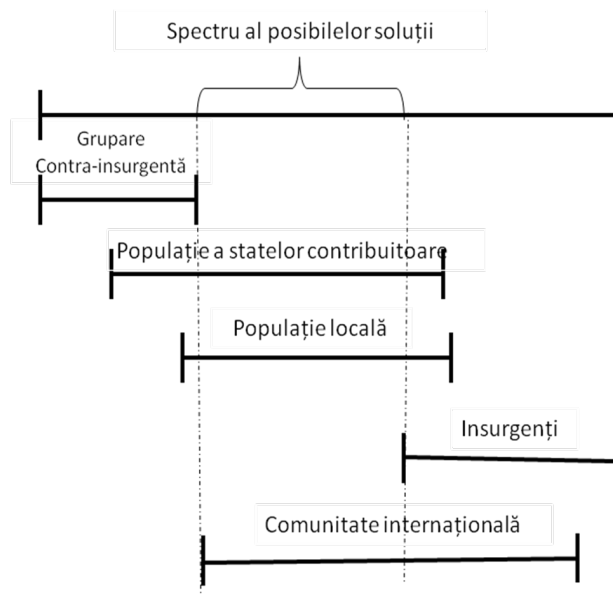 Spectru al posibilelor soluții
Grupare
Contra-insurgentă
Populație a statelor contribuitoare
Populație locală
Insurgenți
Comunitate internațională